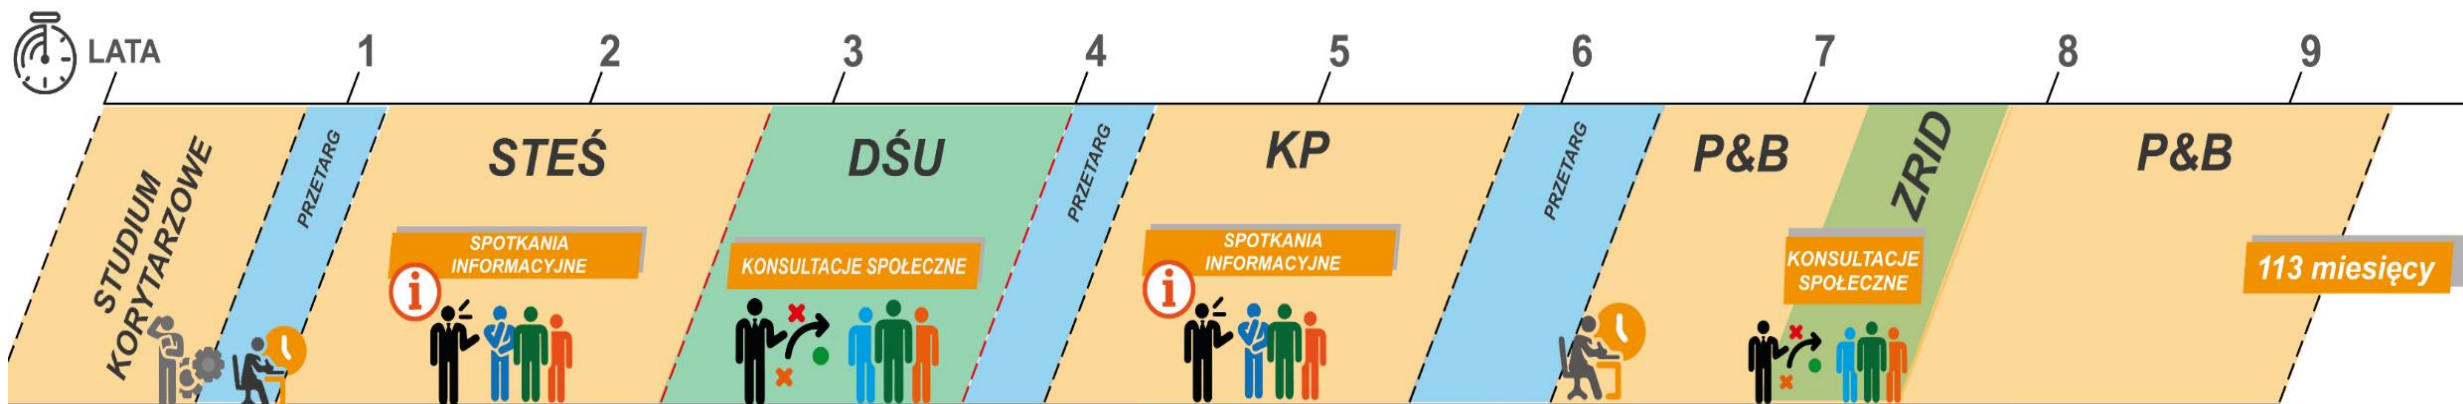 LATA
1
2
3
4
5
6
7
8
9
STUDIUM
KORYTARZOWE
PRZETARG
STEŚ
SPOTKANIA
INFORMACYJNE
i
DŚU
KONSULTACJE SPOŁECZNE
PRZETARG
KP
SPOTKANIA
INFORMACYJNE
i
PRZETARG
P&B
KONSULTACJE
SPOŁECZNE
ZRID
P&B
113 miesięcy